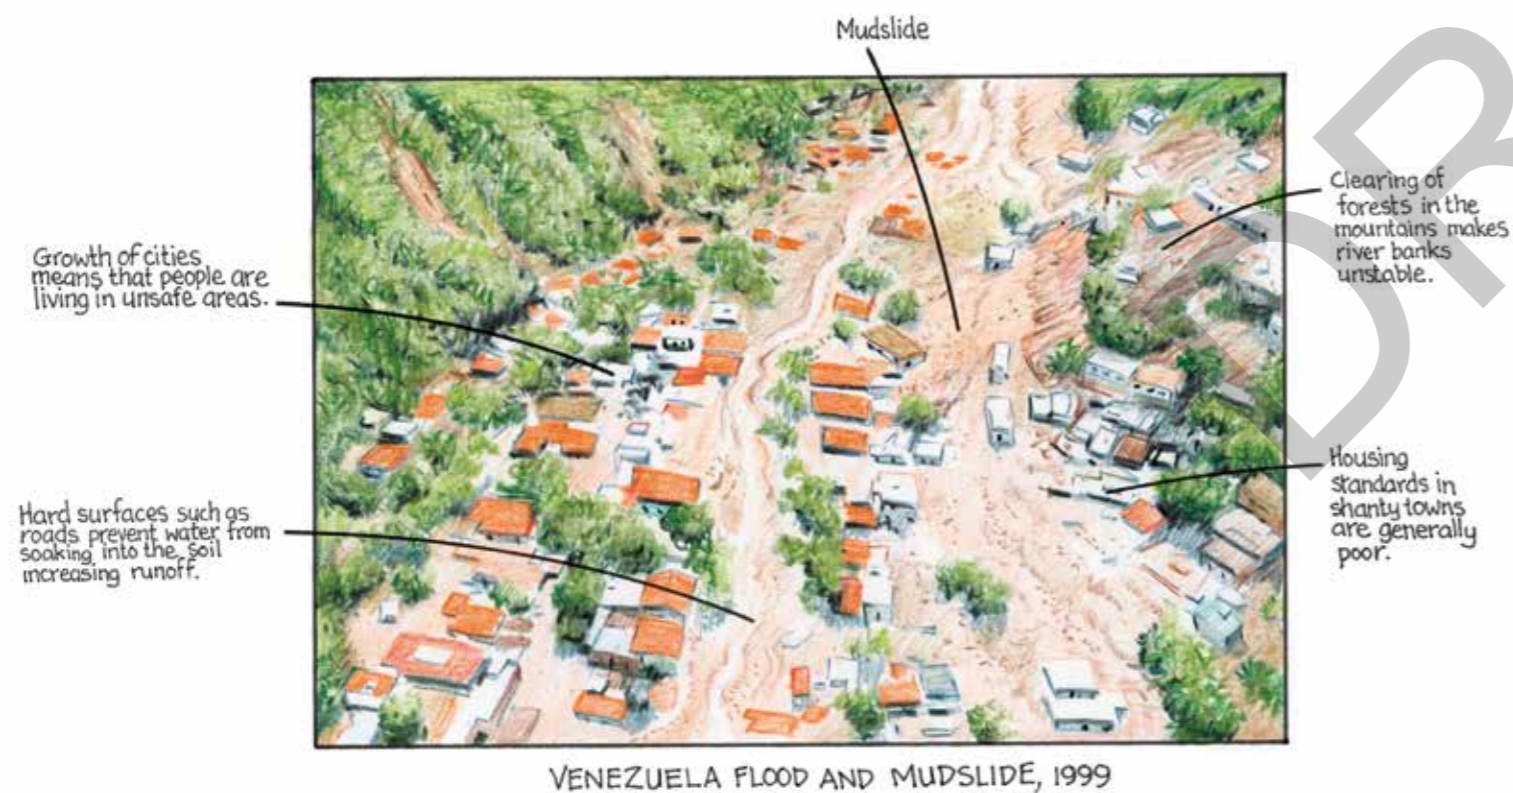 Mudslide
Growth of cities
means that people are
living in unsafe areas.
Hard surfaces such as
roads prevent water from
soaking into the soil
increasing runoff.
Clearing of
forests in the
mountains makes
river banks
unstable.
Housing
standards in
shanty towns
are generally
poor.
VENEZUELA FLOOD AND MUDSLIDE, 1999
DR